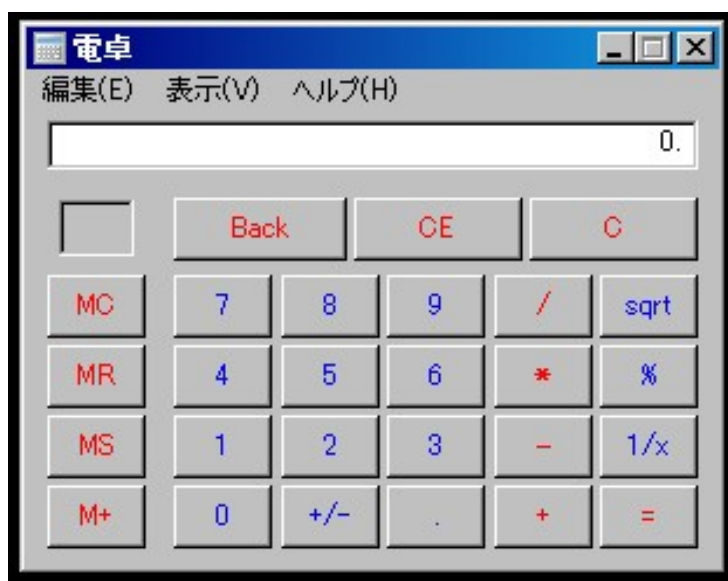 電卓
編集(E) 表示(V) ヘルプ(H)
0.
Back CE C
MC 7 8 9 / sqrt
MR 4 5 6 * %
MS 1 2 3 - 1/x
M+ 0 +/- . + =